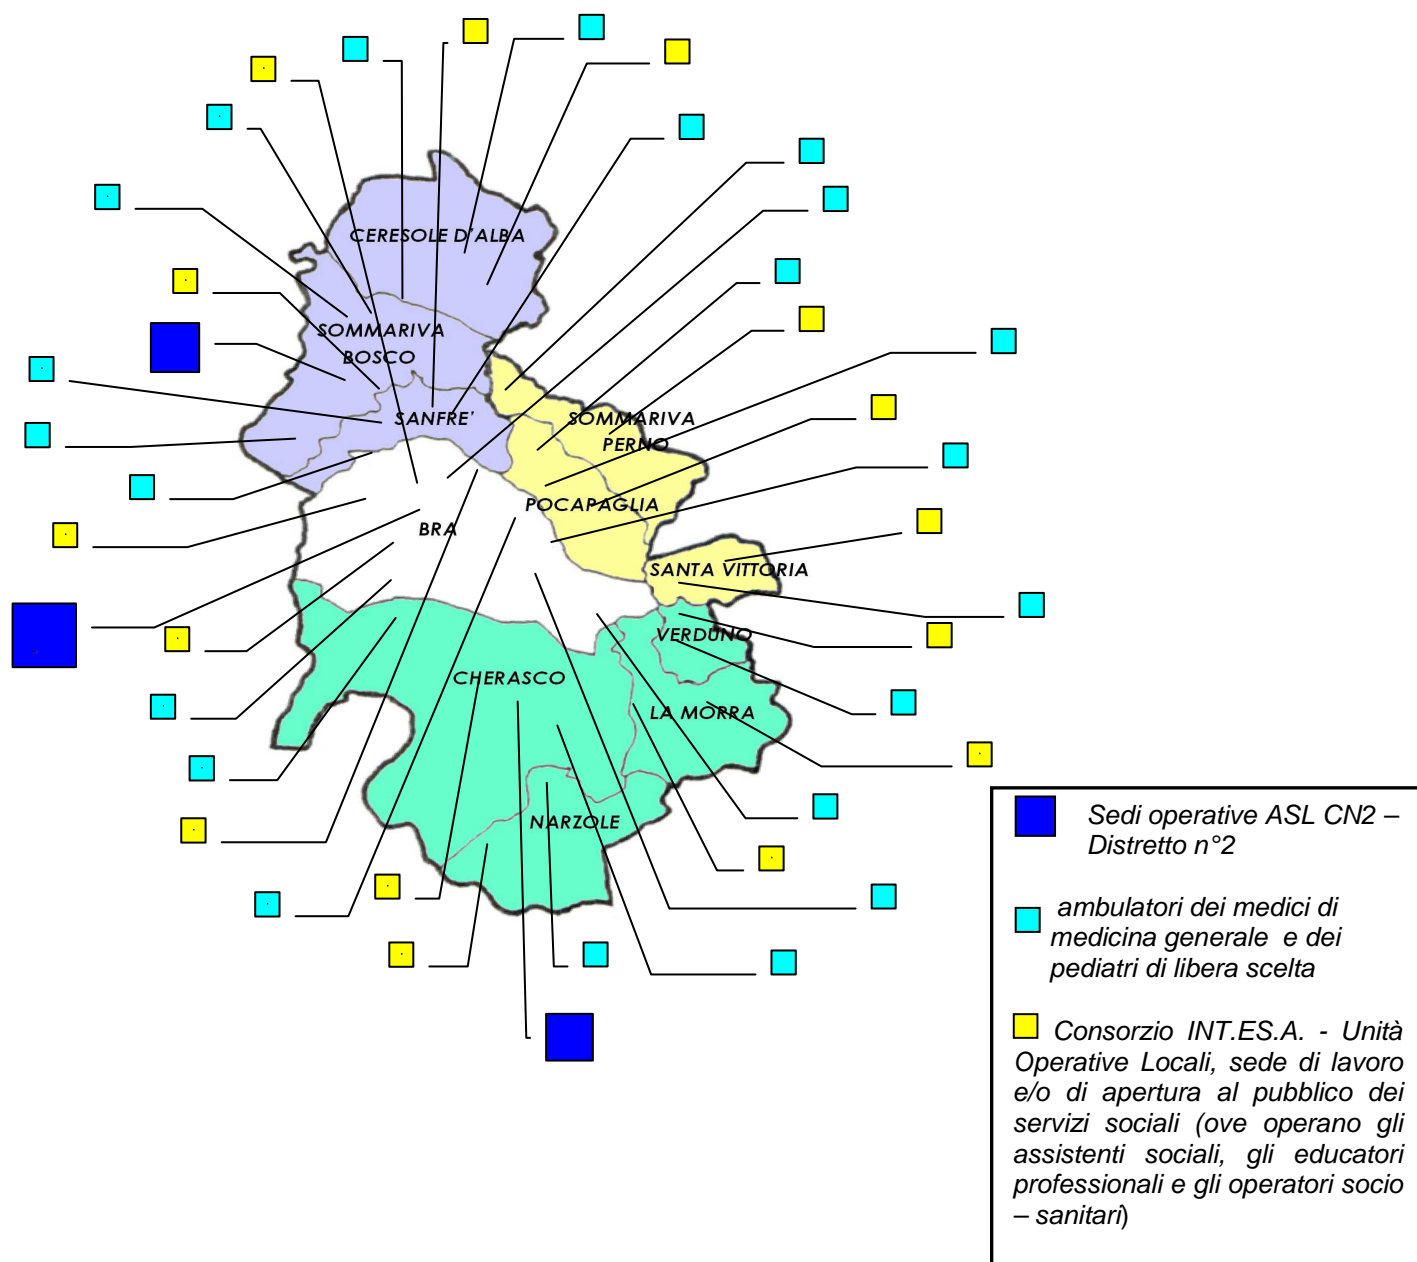 CERESOLE D'ALBA
SOMMARIVA
BOSCO
SANFRE'
SOMMARIVA
PERNO
POCAPAGLIA
BRA
SANTA VITTORIA
VERDUNO
CHERASCO
LA MORRA
NARZOLE
Sedi operative ASL CN2 –
Distretto n°2
ambulatori dei medici di
medicina generale e dei
pediatri di libera scelta
Consorzio INT.ES.A. - Unità
Operative Locali, sede di lavoro
e/o di apertura al pubblico dei
servizi sociali (ove operano gli
assistenti sociali, gli educatori
professionali e gli operatori socio
– sanitari)